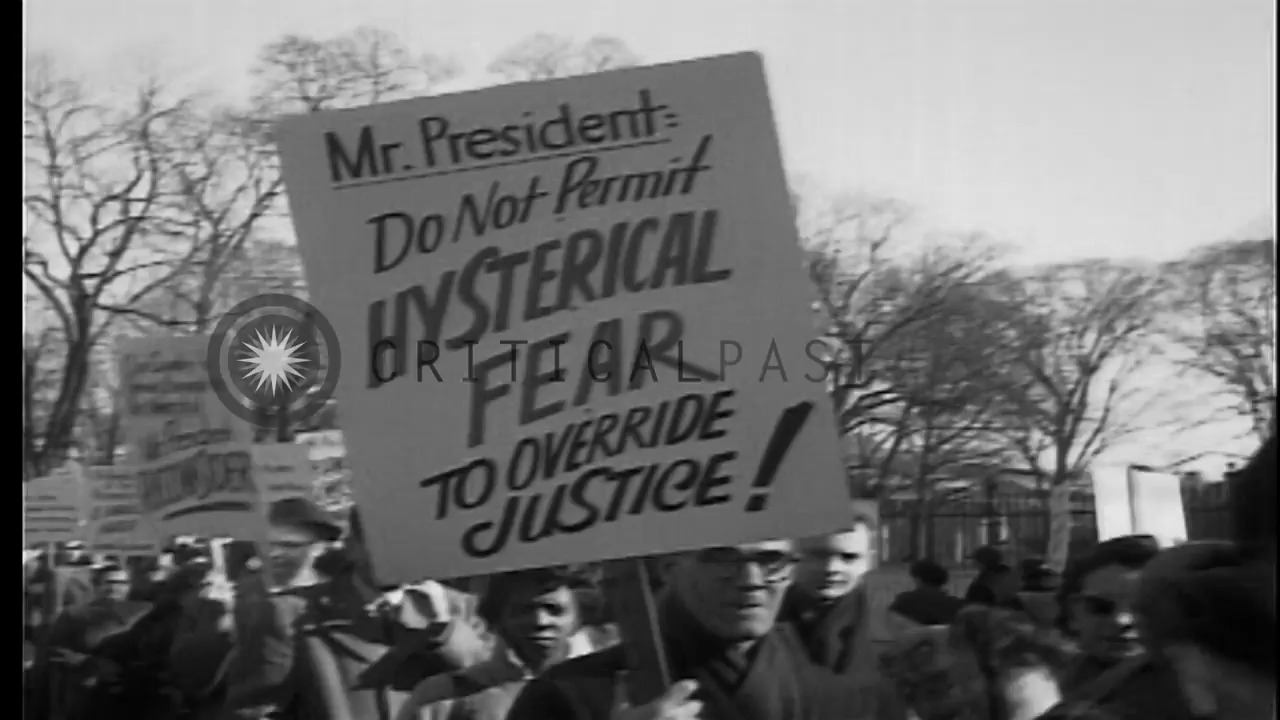 Mr. President:
Do Not Permit
HYSTERICAL
FEAR
TO OVERRIDE
JUSTICE!
CRITICALPAST